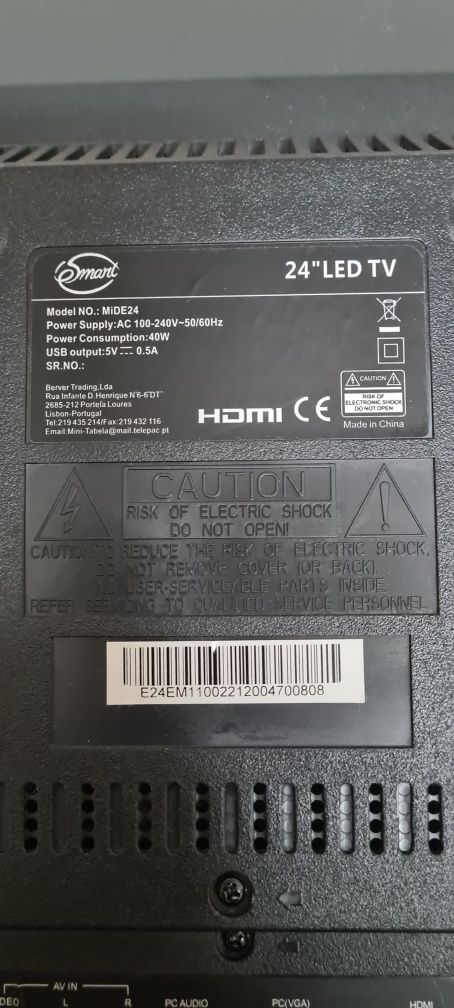 Smart
24"LED TV
Model NO.: MiDE24
Power Supply:AC 100-240V~50/60Hz
Power Consumption:40W
USB output:5V⎓ 0.5A
SR.NO.:
Berver Trading,Lda
Rua Infante D.Henrique N'6-6'DT'
2685-212 Portela Loures
Lisbon-Portugal
Tel:219 435 214/Fax:219 432 116
Email:Mini-Tabela@mail.telepac.pt
HDMI CE
CAUTION
RISK OF
ELECTRONIC SHOCK
DO NOT OPEN
Made in China
CAUTION
RISK OF ELECTRIC SHOCK
DO NOT OPEN!
CAUTION:TO REDUCE THE RISK OF ELECTRIC SHOCK,
DO NOT REMOVE COVER (OR BACK).
NO USER-SERVICEABLE PARTS INSIDE.
REFER SERVICING TO QUALIFIED SERVICE PERSONNEL
E24EM11002212004700808
AV IN
DEO L R PC AUDIO PC(VGA) HDMI